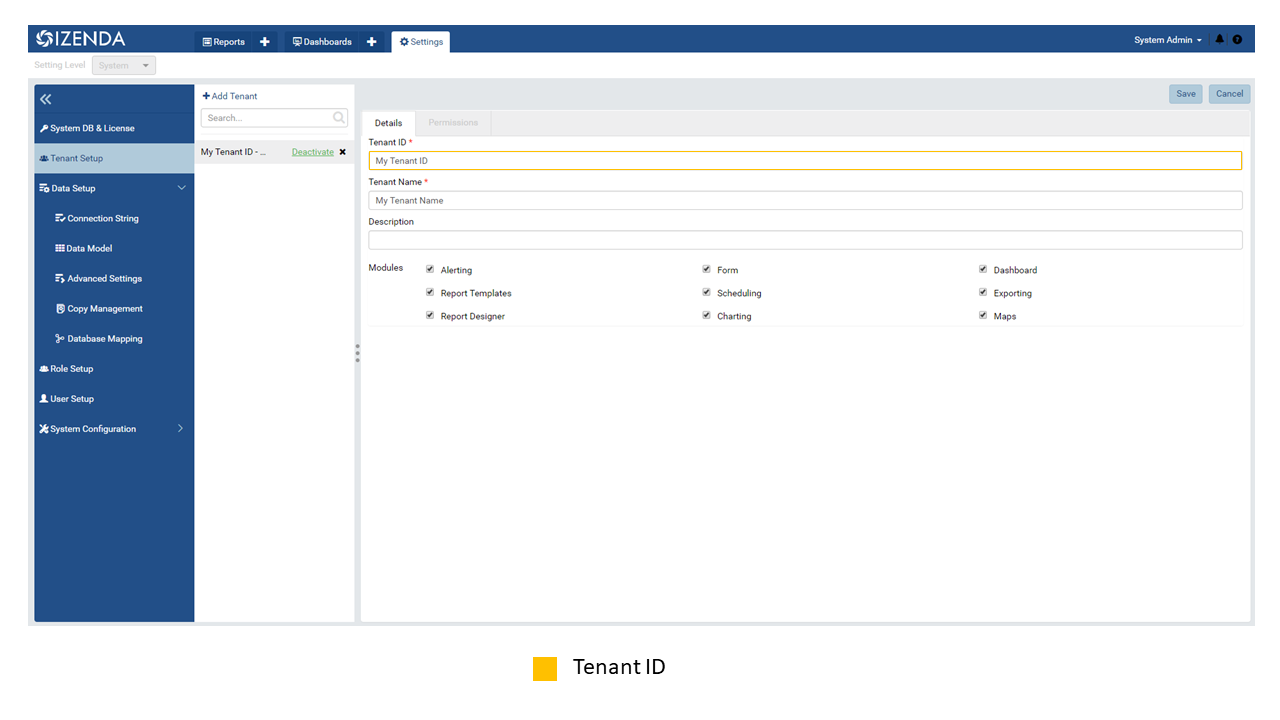 IZENDA
Reports
Dashboards
Settings
System Admin
Setting Level System
System DB & License
Tenant Setup
Data Setup
Connection String
Data Model
Advanced Settings
Copy Management
Database Mapping
Role Setup
User Setup
System Configuration
Add Tenant
Search...
My Tenant ID - ... Deactivate
Save Cancel
Details Permissions
Tenant ID *
My Tenant ID
Tenant Name *
My Tenant Name
Description
Modules Alerting Form Dashboard
Report Templates Scheduling Exporting
Report Designer Charting Maps
Tenant ID